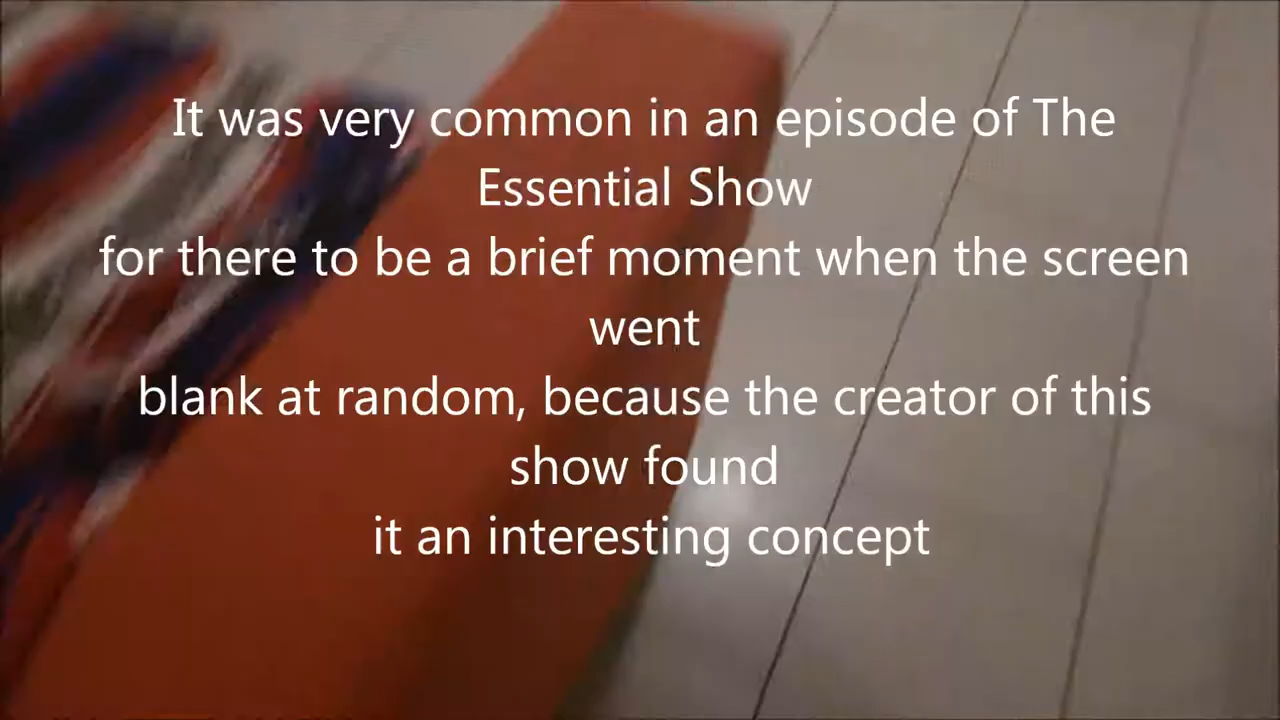 It was very common in an episode of The
Essential Show
for there to be a brief moment when the screen
went
blank at random, because the creator of this
show found
it an interesting concept